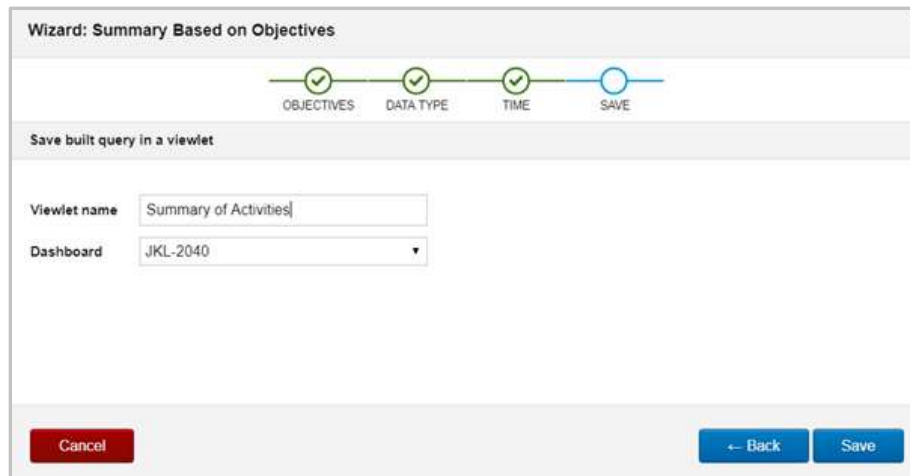 Wizard: Summary Based on Objectives
OBJECTIVES DATA TYPE TIME SAVE
Save built query in a viewlet
Viewlet name Summary of Activities
Dashboard JKL-2040
Cancel ← Back Save